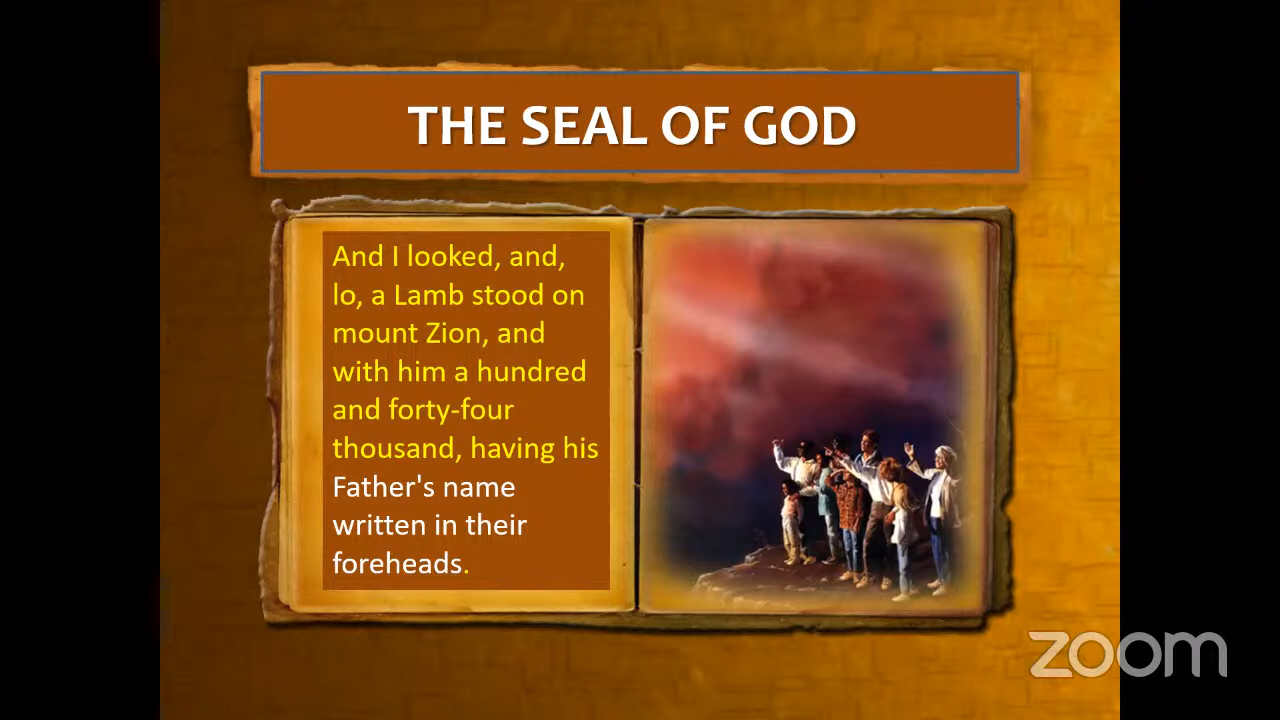 THE SEAL OF GOD
And I looked, and,
lo, a Lamb stood on
mount Zion, and
with him a hundred
and forty-four
thousand, having his
Father's name
written in their
foreheads.
zoom